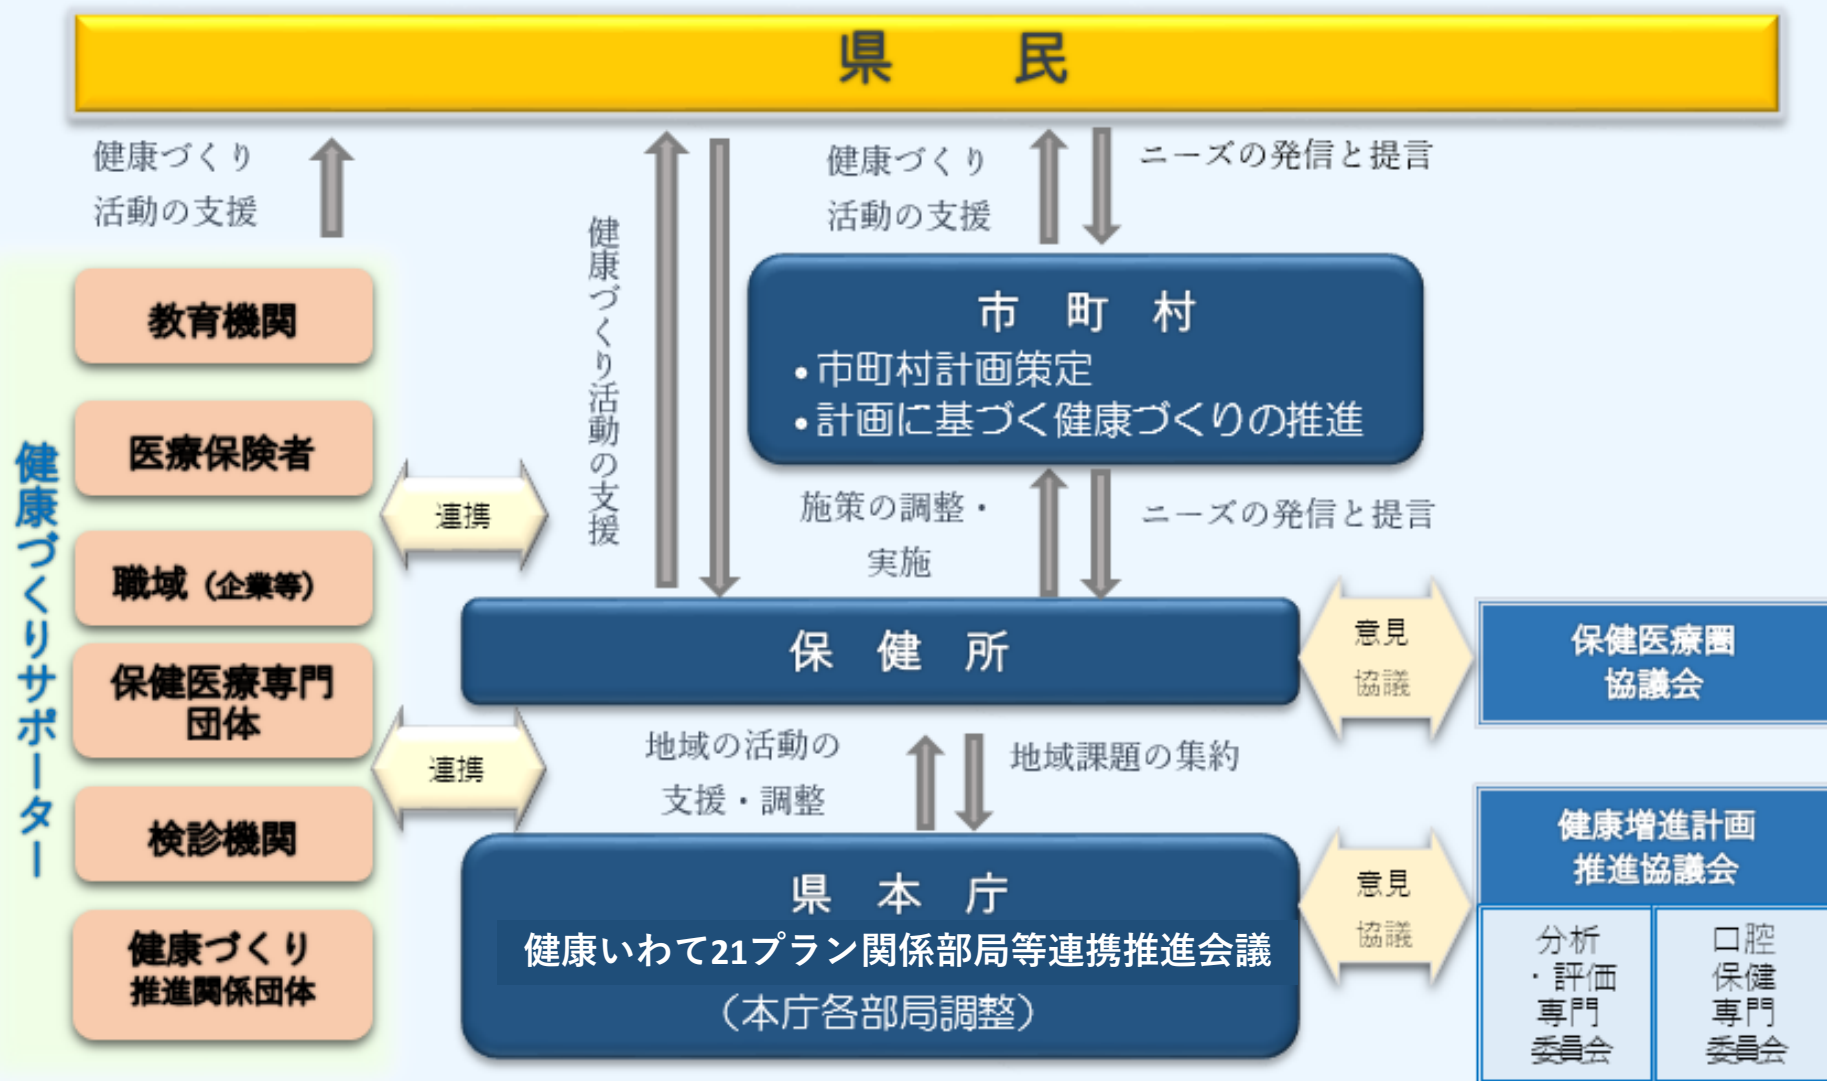 県　民
健康づくり
活動の支援
健康づくり活動の支援
健康づくり
活動の支援
ニーズの発信と提言
健康づくりサポーター
教育機関
医療保険者
職域（企業等）
保健医療専門
団体
検診機関
健康づくり
推進関係団体
連携
連携
市　町　村
• 市町村計画策定
• 計画に基づく健康づくりの推進
施策の調整・
実施
ニーズの発信と提言
保　健　所
意見
協議
保健医療圏
協議会
地域の活動の
支援・調整
地域課題の集約
県　本　庁
健康いわて21プラン関係部局等連携推進会議
（本庁各部局調整）
意見
協議
健康増進計画
推進協議会
分析
・評価
専門
委員会
口腔
保健
専門
委員会